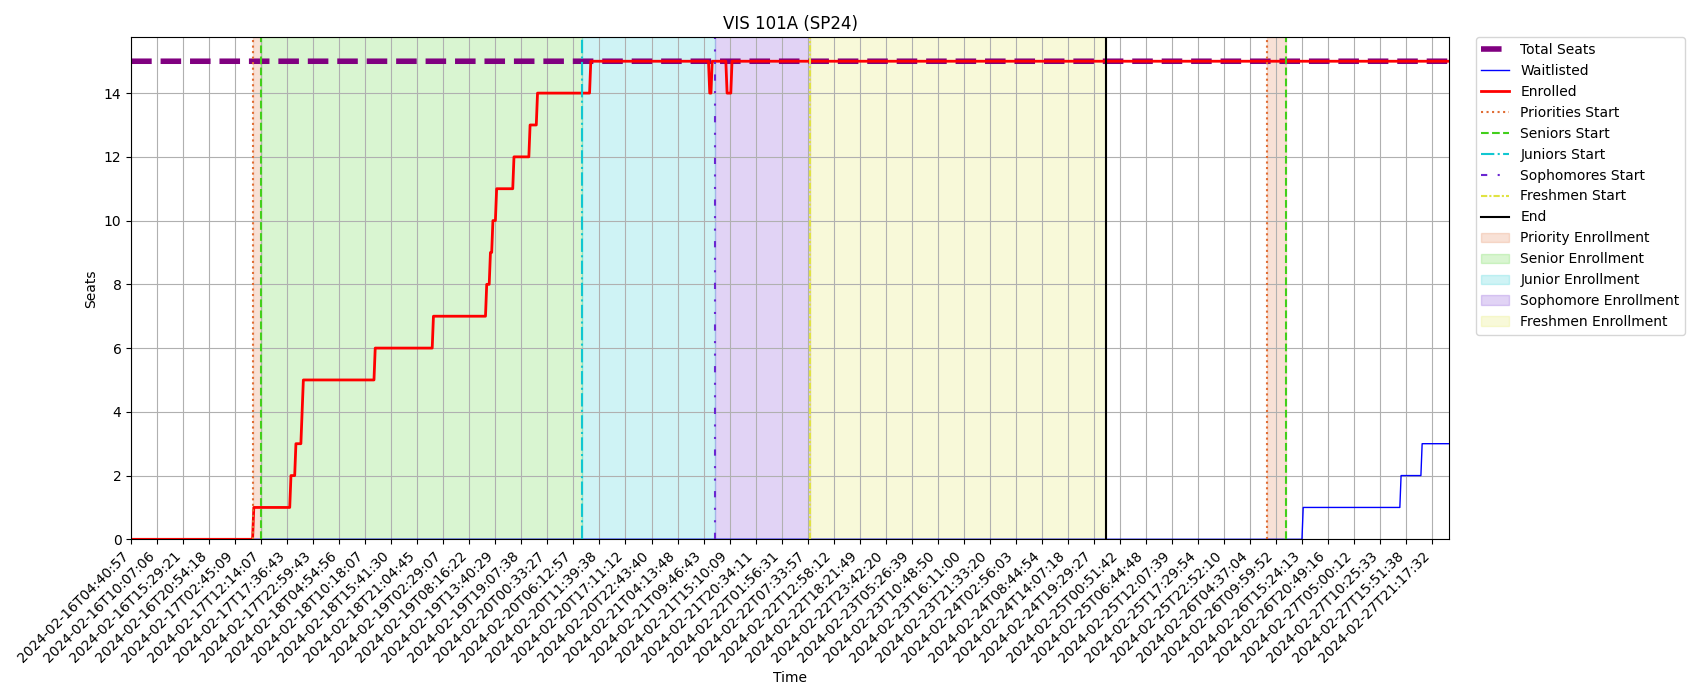 VIS 101A (SP24)
Seats
14
12
10
8
6
4
2
0
2024-02-16T04:40:57
2024-02-16T10:07:06
2024-02-16T15:29:21
2024-02-16T20:54:18
2024-02-17T02:45:09
2024-02-17T12:14:07
2024-02-17T17:36:43
2024-02-17T22:59:43
2024-02-18T04:54:56
2024-02-18T10:18:07
2024-02-18T15:41:30
2024-02-18T21:04:45
2024-02-19T02:29:07
2024-02-19T08:16:22
2024-02-19T13:40:29
2024-02-19T19:07:38
2024-02-20T00:33:27
2024-02-20T06:12:57
2024-02-20T11:39:38
2024-02-20T17:11:12
2024-02-20T22:43:40
2024-02-21T04:13:48
2024-02-21T09:46:43
2024-02-21T15:10:09
2024-02-21T20:34:11
2024-02-22T01:56:31
2024-02-22T07:33:57
2024-02-22T12:58:12
2024-02-22T18:21:49
2024-02-22T23:42:20
2024-02-23T05:26:39
2024-02-23T10:48:50
2024-02-23T16:11:00
2024-02-23T21:33:20
2024-02-24T02:56:03
2024-02-24T08:44:54
2024-02-24T14:07:18
2024-02-24T19:29:27
2024-02-25T00:51:42
2024-02-25T06:44:48
2024-02-25T12:07:39
2024-02-25T17:29:54
2024-02-25T22:52:10
2024-02-26T04:37:04
2024-02-26T09:59:52
2024-02-26T15:24:13
2024-02-26T20:49:16
2024-02-27T05:00:12
2024-02-27T10:25:33
2024-02-27T15:51:38
2024-02-27T21:17:32
Time
Total Seats
Waitlisted
Enrolled
Priorities Start
Seniors Start
Juniors Start
Sophomores Start
Freshmen Start
End
Priority Enrollment
Senior Enrollment
Junior Enrollment
Sophomore Enrollment
Freshmen Enrollment